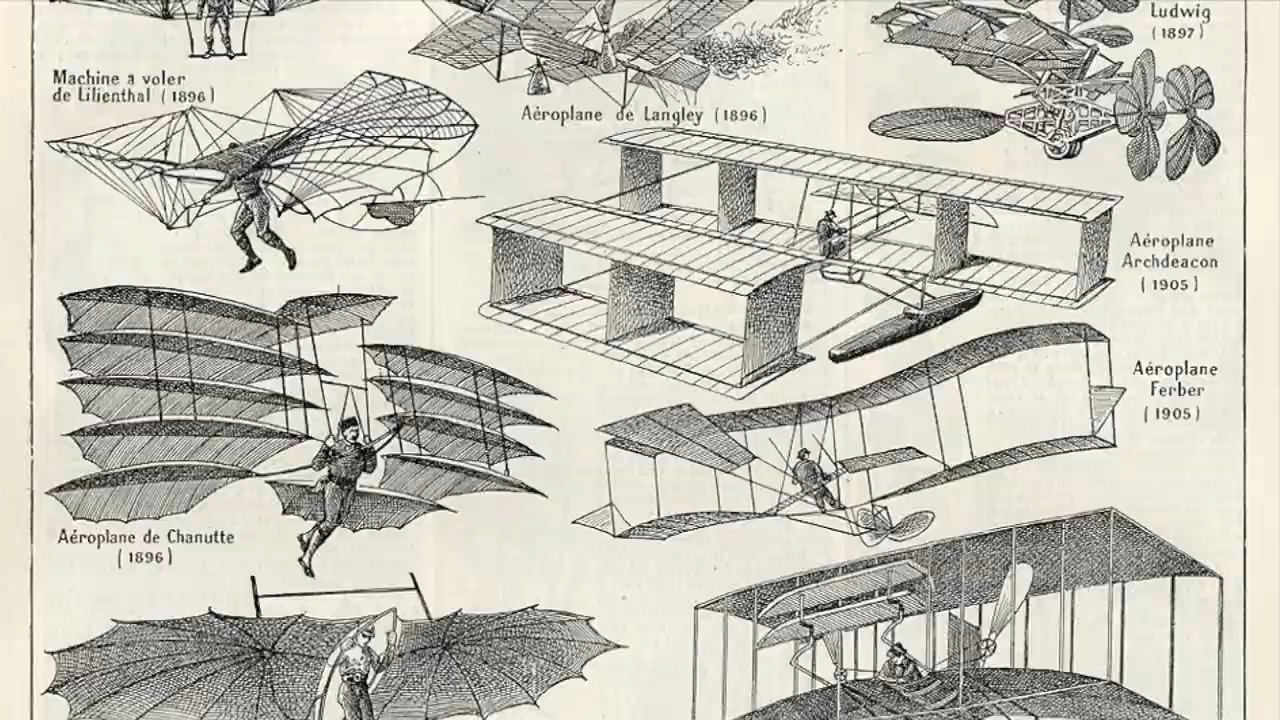 Ludwig
(1897)
Machine à voler
de Lilienthal (1896)
Aéroplane de Langley (1896)
Aéroplane
Archdeacon
(1905)
Aéroplane
Ferber
(1905)
Aéroplane de Chanutte
(1896)